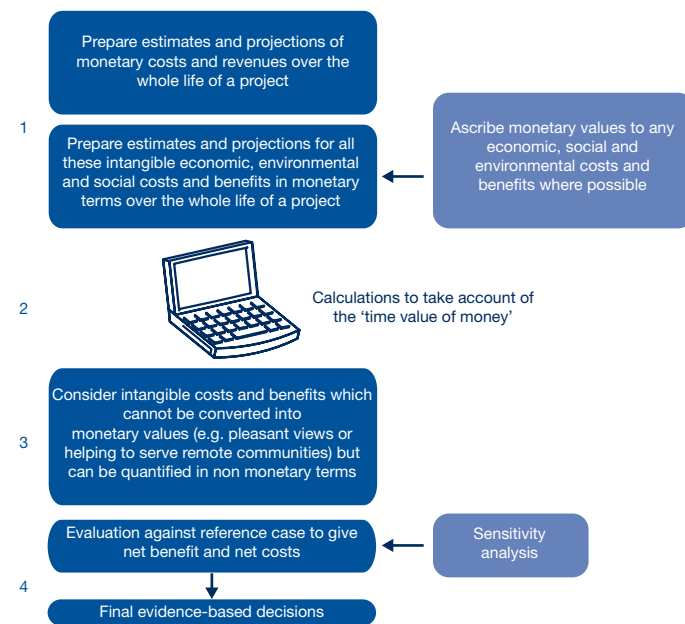 Prepare estimates and projections of
monetary costs and revenues over the
whole life of a project
1
Prepare estimates and projections for all
these intangible economic, environmental
and social costs and benefits in monetary
terms over the whole life of a project
Ascribe monetary values to any
economic, social and
environmental costs and
benefits where possible
2
Calculations to take account of
the ‘time value of money’
3
Consider intangible costs and benefits which
cannot be converted into
monetary values (e.g. pleasant views or
helping to serve remote communities) but
can be quantified in non monetary terms
Evaluation against reference case to give
net benefit and net costs
Sensitivity
analysis
4
Final evidence-based decisions